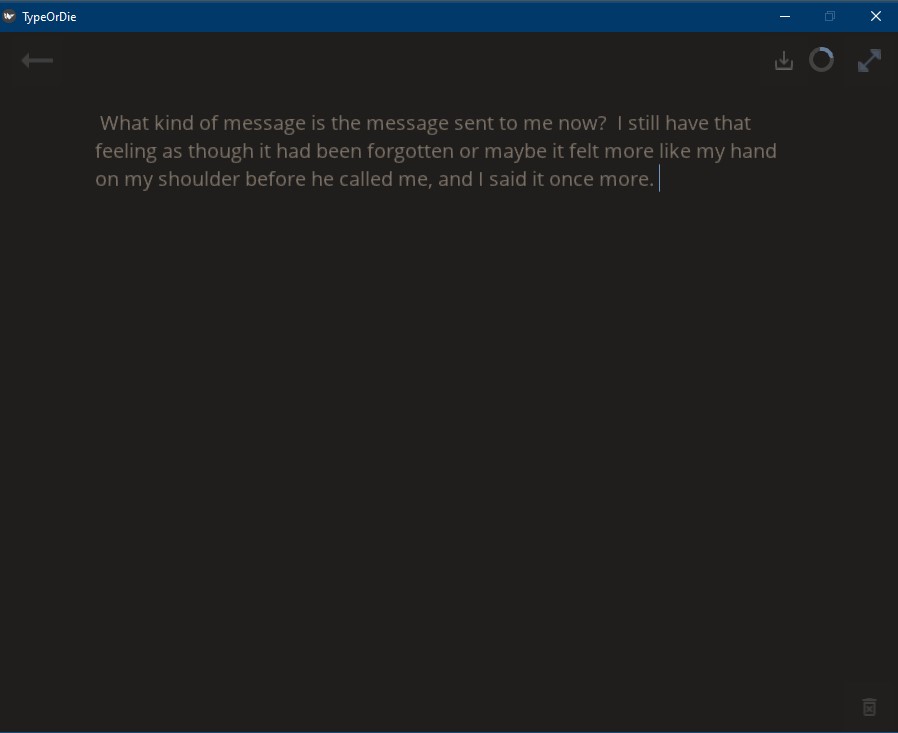 TypeOrDie
What kind of message is the message sent to me now?  I still have that
feeling as though it had been forgotten or maybe it felt more like my hand
on my shoulder before he called me, and I said it once more.